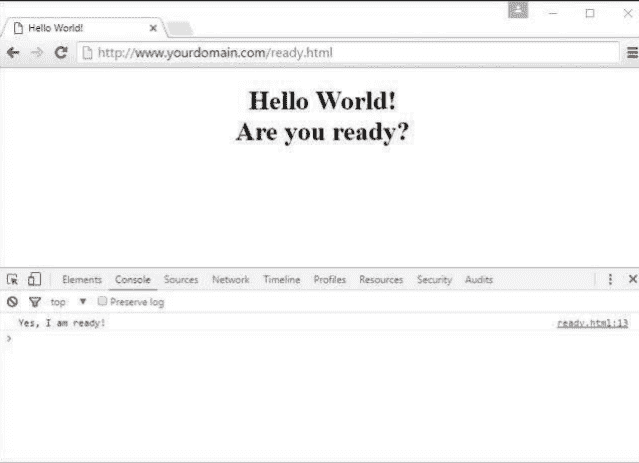 Hello World!
http://www.yourdomain.com/ready.html
Hello World!
Are you ready?
Elements Console Sources Network Timeline Profiles Resources Security Audits
top Preserve log
Yes, I am ready! ready.html:13